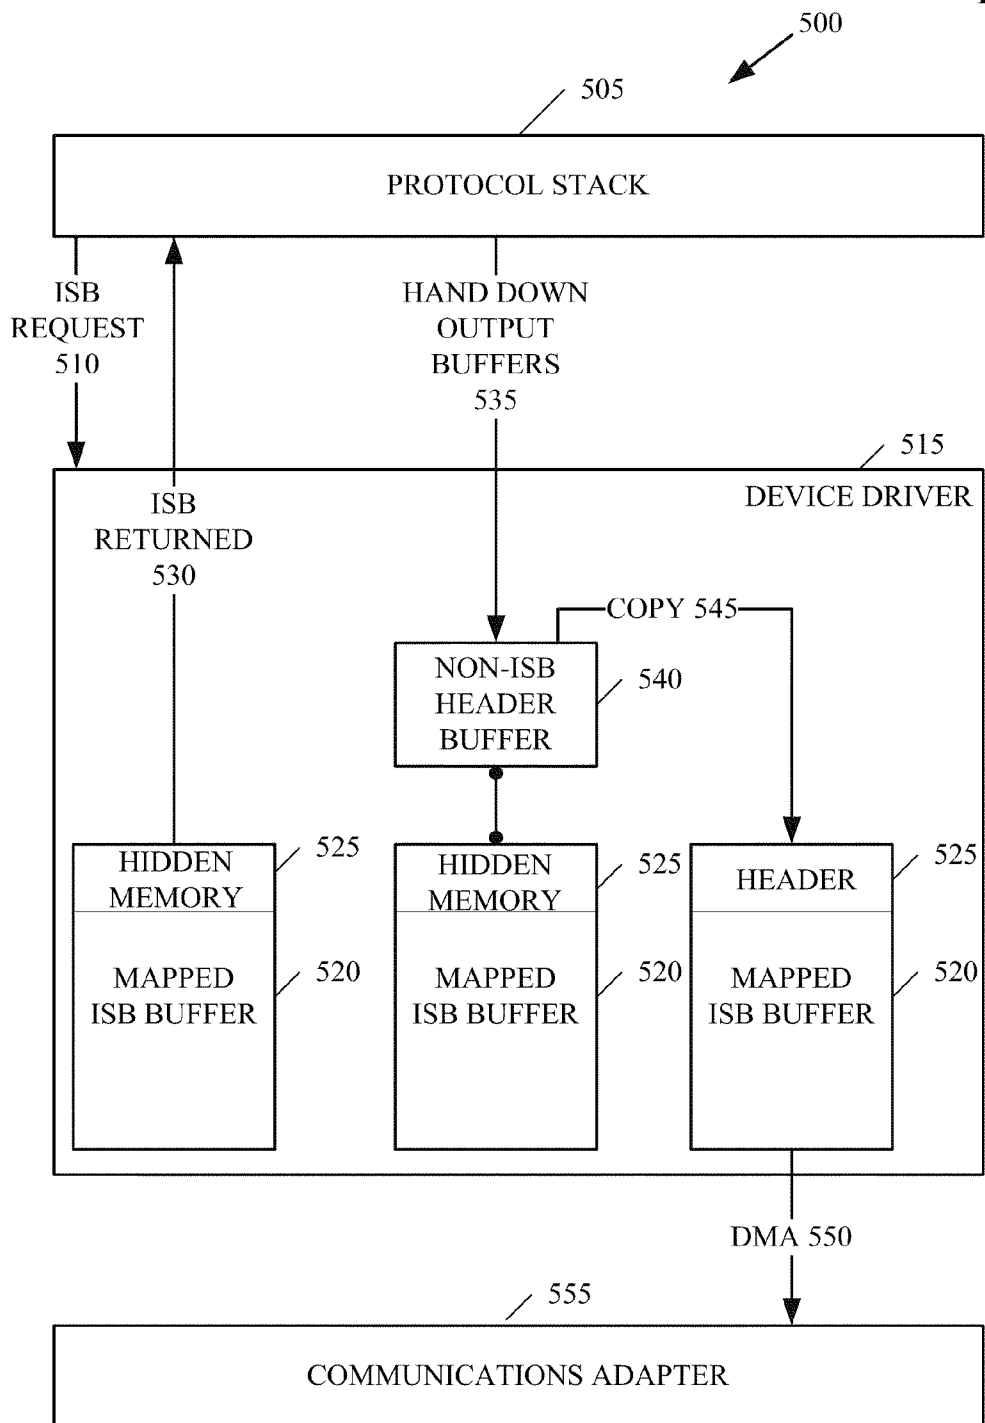 500
505
PROTOCOL STACK
ISB
REQUEST
510
HAND DOWN
OUTPUT
BUFFERS
535
515
DEVICE DRIVER
ISB
RETURNED
530
COPY 545
NON-ISB
HEADER
BUFFER
540
HIDDEN
MEMORY
525
MAPPED
ISB BUFFER
520
HIDDEN
MEMORY
525
MAPPED
ISB BUFFER
520
HEADER
525
MAPPED
ISB BUFFER
520
DMA 550
555
COMMUNICATIONS ADAPTER